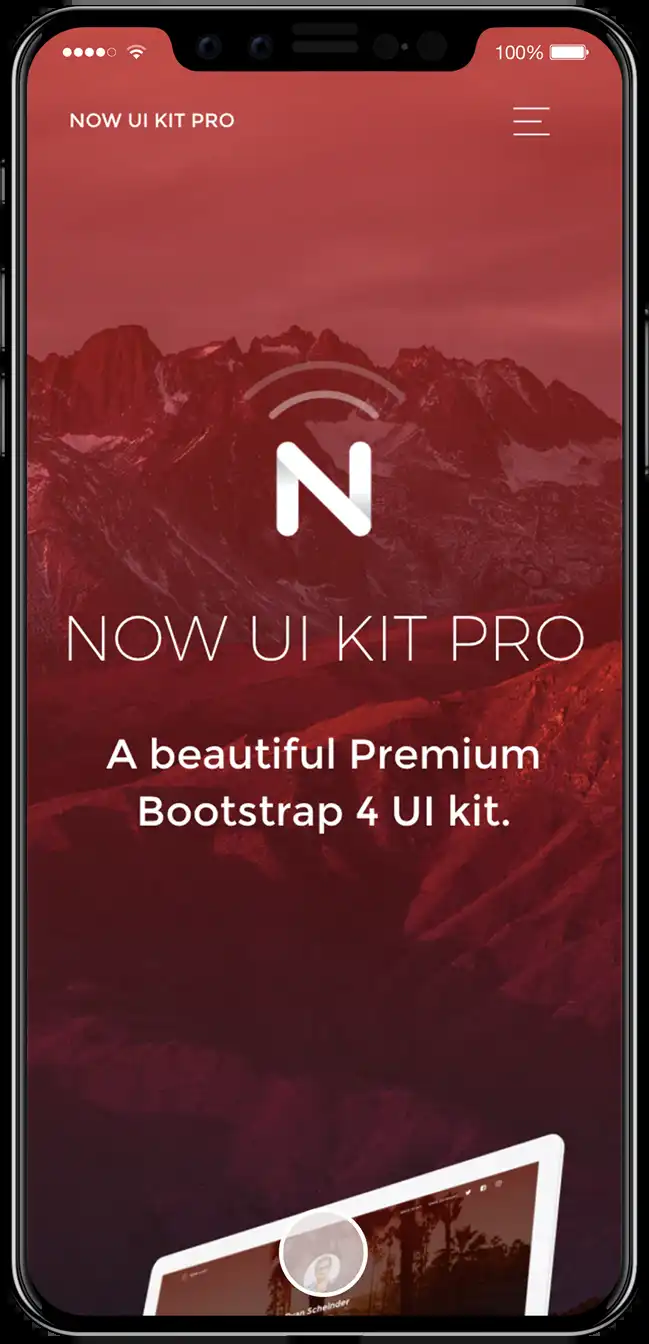 100%
NOW UI KIT PRO
N
NOW UI KIT PRO
A beautiful Premium
Bootstrap 4 UI kit.